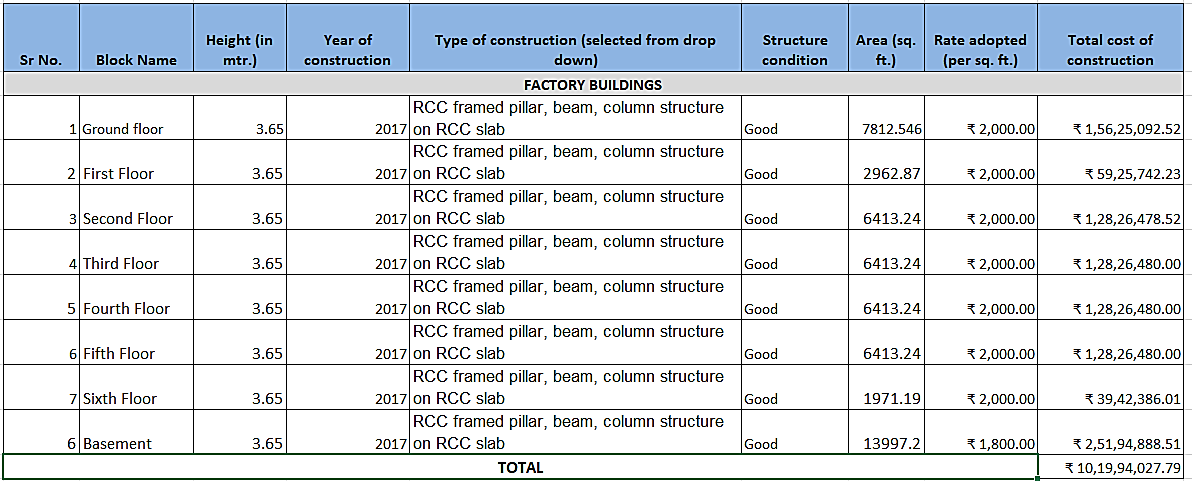 Sr No. Block Name Height (in mtr.) Year of construction Type of construction (selected from drop down) Structure condition Area (sq. ft.) Rate adopted (per sq. ft.) Total cost of construction
FACTORY BUILDINGS
1 Ground floor 3.65 2017 RCC framed pillar, beam, column structure on RCC slab Good 7812.546 ₹ 2,000.00 ₹ 1,56,25,092.52
2 First Floor 3.65 2017 RCC framed pillar, beam, column structure on RCC slab Good 2962.87 ₹ 2,000.00 ₹ 59,25,742.23
3 Second Floor 3.65 2017 RCC framed pillar, beam, column structure on RCC slab Good 6413.24 ₹ 2,000.00 ₹ 1,28,26,478.52
4 Third Floor 3.65 2017 RCC framed pillar, beam, column structure on RCC slab Good 6413.24 ₹ 2,000.00 ₹ 1,28,26,480.00
5 Fourth Floor 3.65 2017 RCC framed pillar, beam, column structure on RCC slab Good 6413.24 ₹ 2,000.00 ₹ 1,28,26,480.00
6 Fifth Floor 3.65 2017 RCC framed pillar, beam, column structure on RCC slab Good 6413.24 ₹ 2,000.00 ₹ 1,28,26,480.00
7 Sixth Floor 3.65 2017 RCC framed pillar, beam, column structure on RCC slab Good 1971.19 ₹ 2,000.00 ₹ 39,42,386.01
6 Basement 3.65 2017 RCC framed pillar, beam, column structure on RCC slab Good 13997.2 ₹ 1,800.00 ₹ 2,51,94,888.51
TOTAL ₹ 10,19,94,027.79